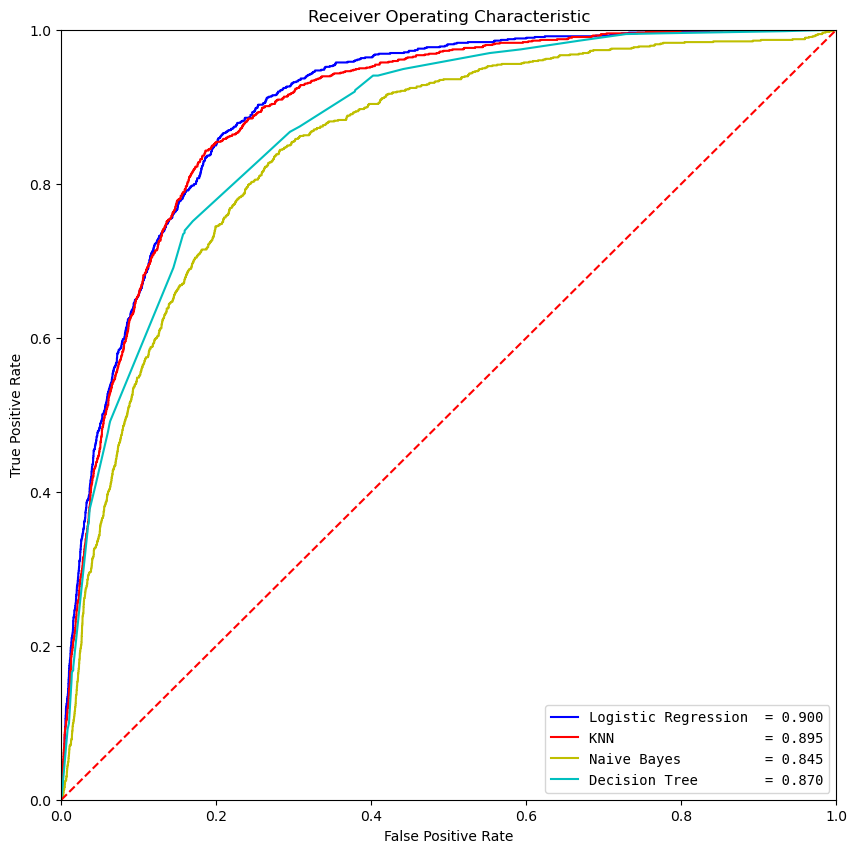 Receiver Operating Characteristic
1.0
0.8
0.6
0.4
0.2
0.0
True Positive Rate
Logistic Regression = 0.900
KNN = 0.895
Naive Bayes = 0.845
Decision Tree = 0.870
0.0 0.2 0.4 0.6 0.8 1.0
False Positive Rate